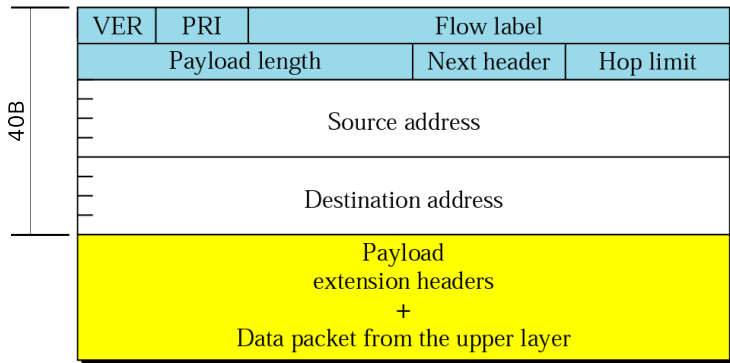 VER PRI Flow label
Payload length Next header Hop limit
40B
Source address
Destination address
Payload
extension headers
+
Data packet from the upper layer